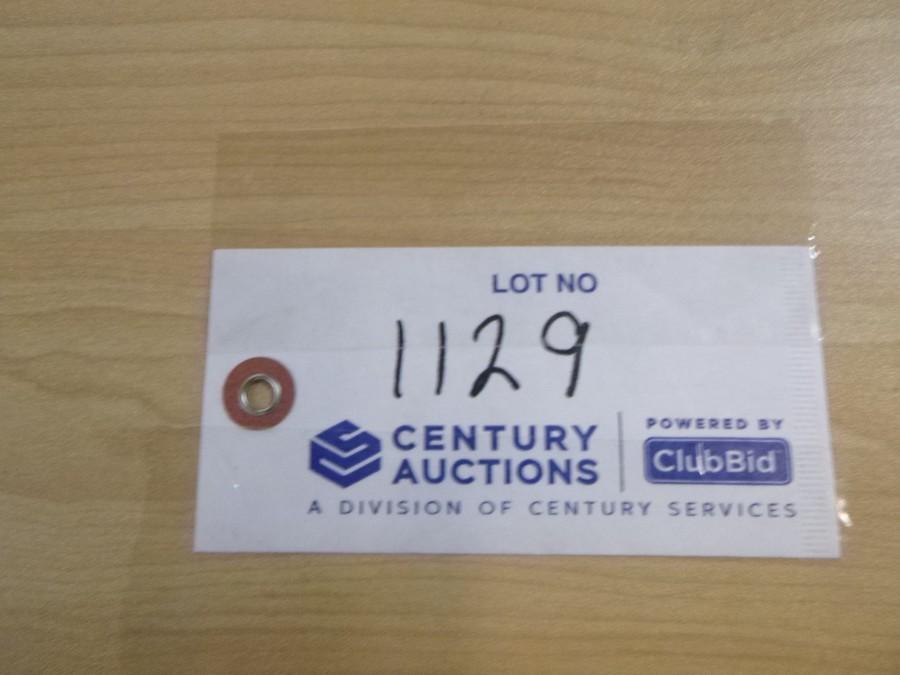 LOT NO
1129
CENTURY AUCTIONS
POWERED BY
ClubBid
A DIVISION OF CENTURY SERVICES